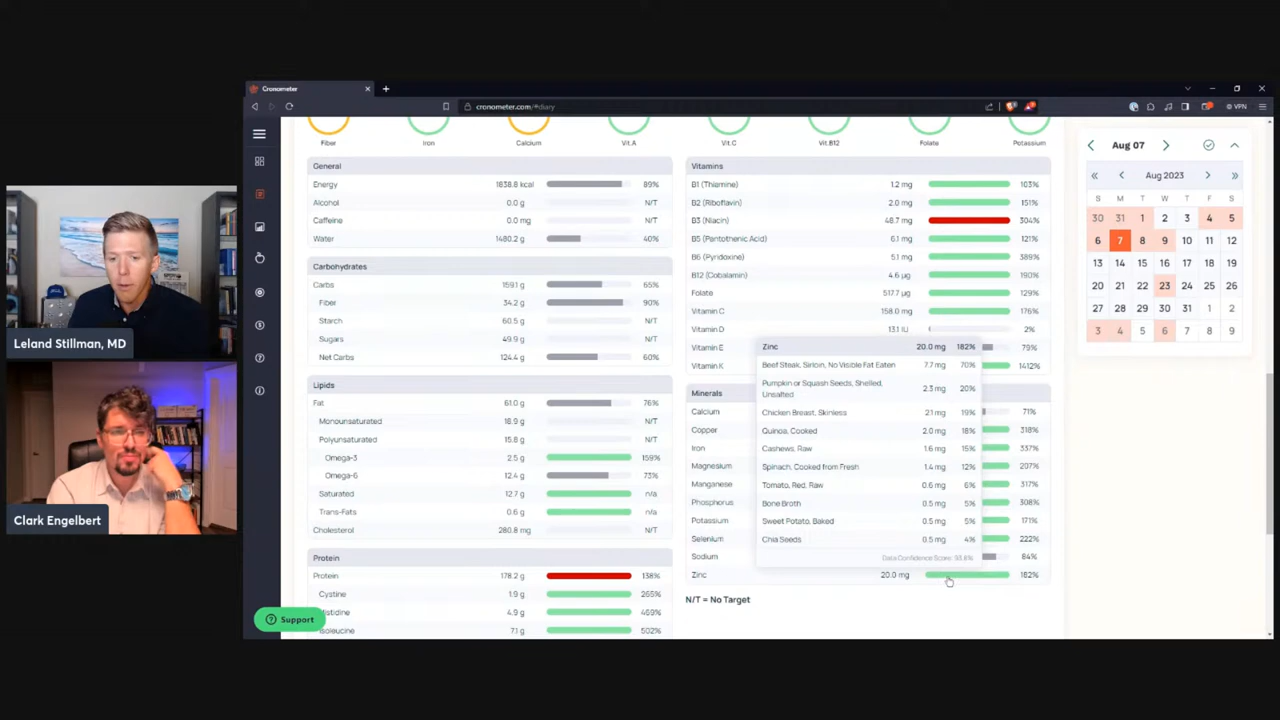 Cronometer
cronometer.com/#diary
VPN
Fiber Iron Calcium Vit.A Vit.C Vit.B12 Folate Potassium
General
Energy 1838.8 kcal 89%
Alcohol 0.0 g N/T
Caffeine 0.0 mg N/T
Water 1480.2 g 40%
Carbohydrates
Carbs 159.1 g 65%
Fiber 34.2 g 90%
Starch 60.5 g N/T
Sugars 49.9 g N/T
Net Carbs 124.4 g 60%
Lipids
Fat 61.0 g 76%
Monounsaturated 18.9 g N/T
Polyunsaturated 15.8 g N/T
Omega-3 2.5 g 159%
Omega-6 12.4 g 73%
Saturated 12.7 g n/a
Trans-Fats 0.6 g n/a
Cholesterol 280.8 mg N/T
Protein
Protein 178.2 g 138%
Cystine 1.9 g 265%
Histidine 4.9 g 459%
Isoleucine 7.1 g 502%
Support
Vitamins
B1 (Thiamine) 1.2 mg 103%
B2 (Riboflavin) 2.0 mg 151%
B3 (Niacin) 48.7 mg 304%
B5 (Pantothenic Acid) 6.1 mg 121%
B6 (Pyridoxine) 5.1 mg 389%
B12 (Cobalamin) 4.6 µg 190%
Folate 517.7 µg 129%
Vitamin C 158.0 mg 176%
Vitamin D 13.1 IU 2%
Vitamin E 79%
Vitamin K 1412%
Minerals
Calcium 71%
Copper 318%
Iron 337%
Magnesium 207%
Manganese 317%
Phosphorus 308%
Potassium 171%
Selenium 222%
Sodium 84%
Zinc 20.0 mg 182%
N/T = No Target
Zinc 20.0 mg 182%
Beef Steak, Sirloin, No Visible Fat Eaten 7.7 mg 70%
Pumpkin or Squash Seeds, Shelled,
Unsalted 2.3 mg 20%
Chicken Breast, Skinless 2.1 mg 19%
Quinoa, Cooked 2.0 mg 18%
Cashews, Raw 1.6 mg 15%
Spinach, Cooked from Fresh 1.4 mg 12%
Tomato, Red, Raw 0.6 mg 6%
Bone Broth 0.5 mg 5%
Sweet Potato, Baked 0.5 mg 5%
Chia Seeds 0.5 mg 4%
Data Confidence Score:
Aug 07
Aug 2023
S M T W T F S
30 31 1 2 3 4 5
6 7 8 9 10 11 12
13 14 15 16 17 18 19
20 21 22 23 24 25 26
27 28 29 30 31 1 2
3 4 5 6 7 8 9
Leland Stillman, MD
Clark Engelbert